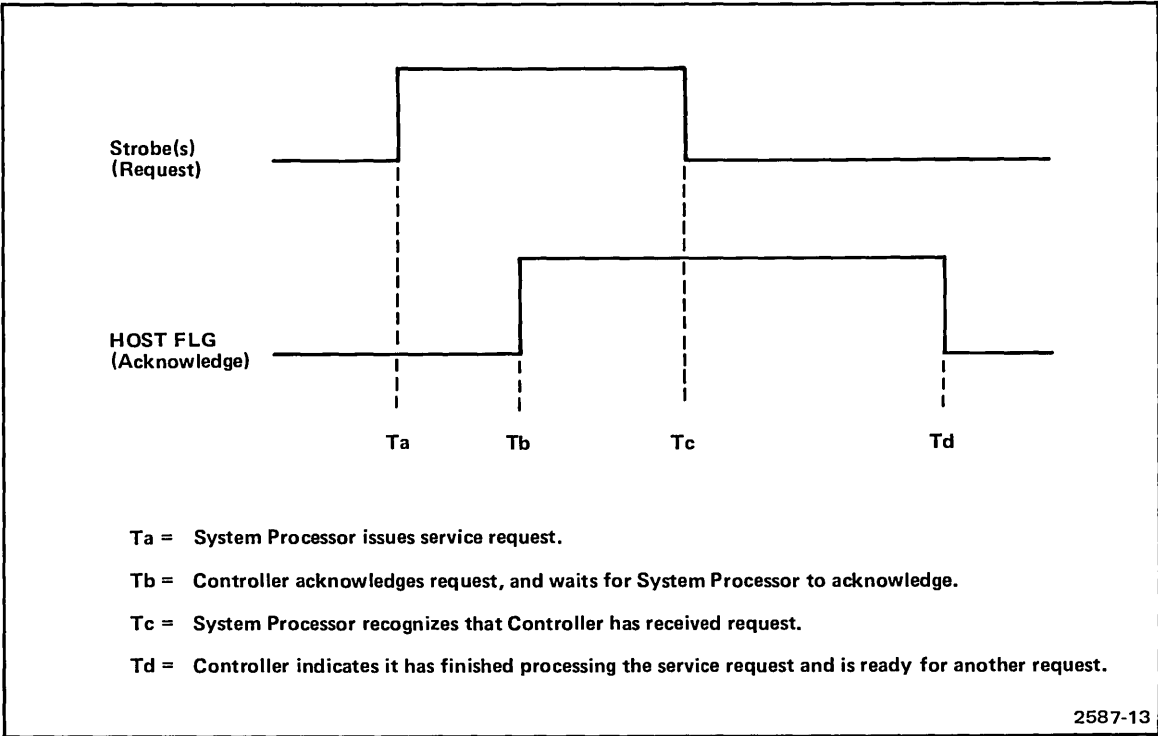 Strobe(s)
(Request)
HOST FLG
(Acknowledge)
Ta Tb Tc Td
Ta = System Processor issues service request.
Tb = Controller acknowledges request, and waits for System Processor to acknowledge.
Tc = System Processor recognizes that Controller has received request.
Td = Controller indicates it has finished processing the service request and is ready for another request.
2587-13